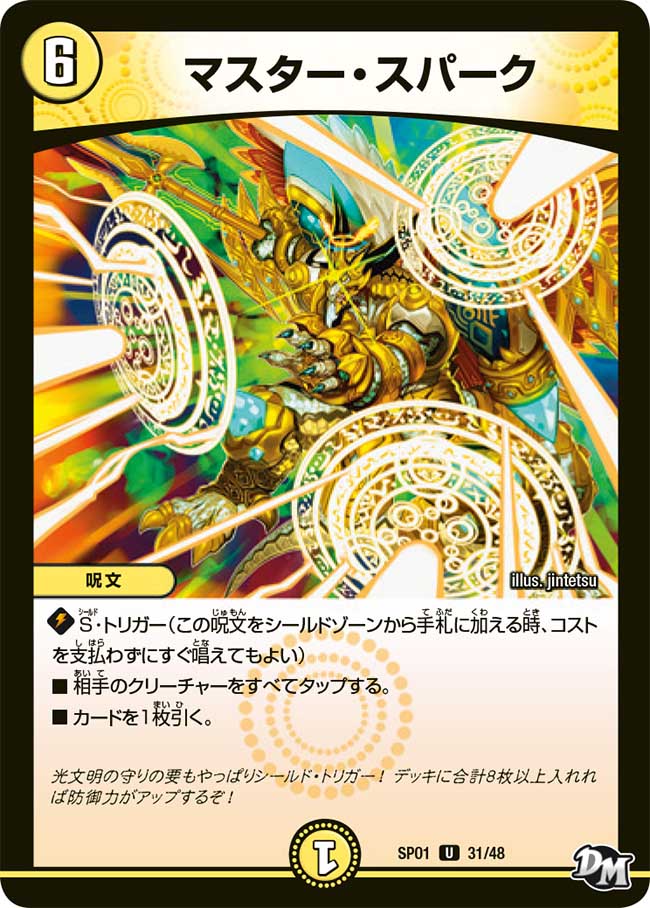 6
マスター・スパーク
呪文
illus. jintetsu
S・トリガー(この呪文をシールドゾーンから手札に加える時、コスト
を支払わずにすぐ唱えてもよい)
■ 相手のクリーチャーをすべてタップする。
■ カードを1枚引く。
光文明の守りの要もやっぱりシールド・トリガー! デッキに合計8枚以上入れれ
ば防御力がアップするぞ!
1
SP01 U 31/48
DM